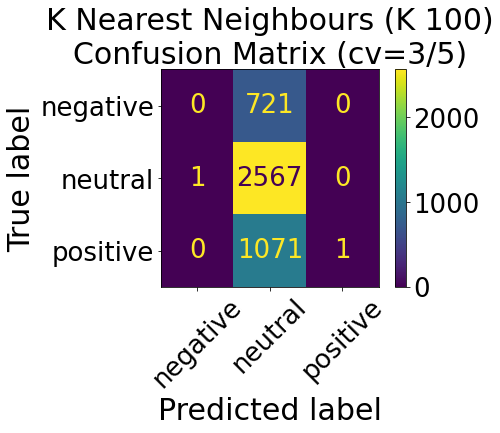 K Nearest Neighbours (K 100)
Confusion Matrix (cv=3/5)
True label
negative 0 721 0
neutral 1 2567 0
positive 0 1071 1
negative neutral positive
Predicted label
2000
1000
0